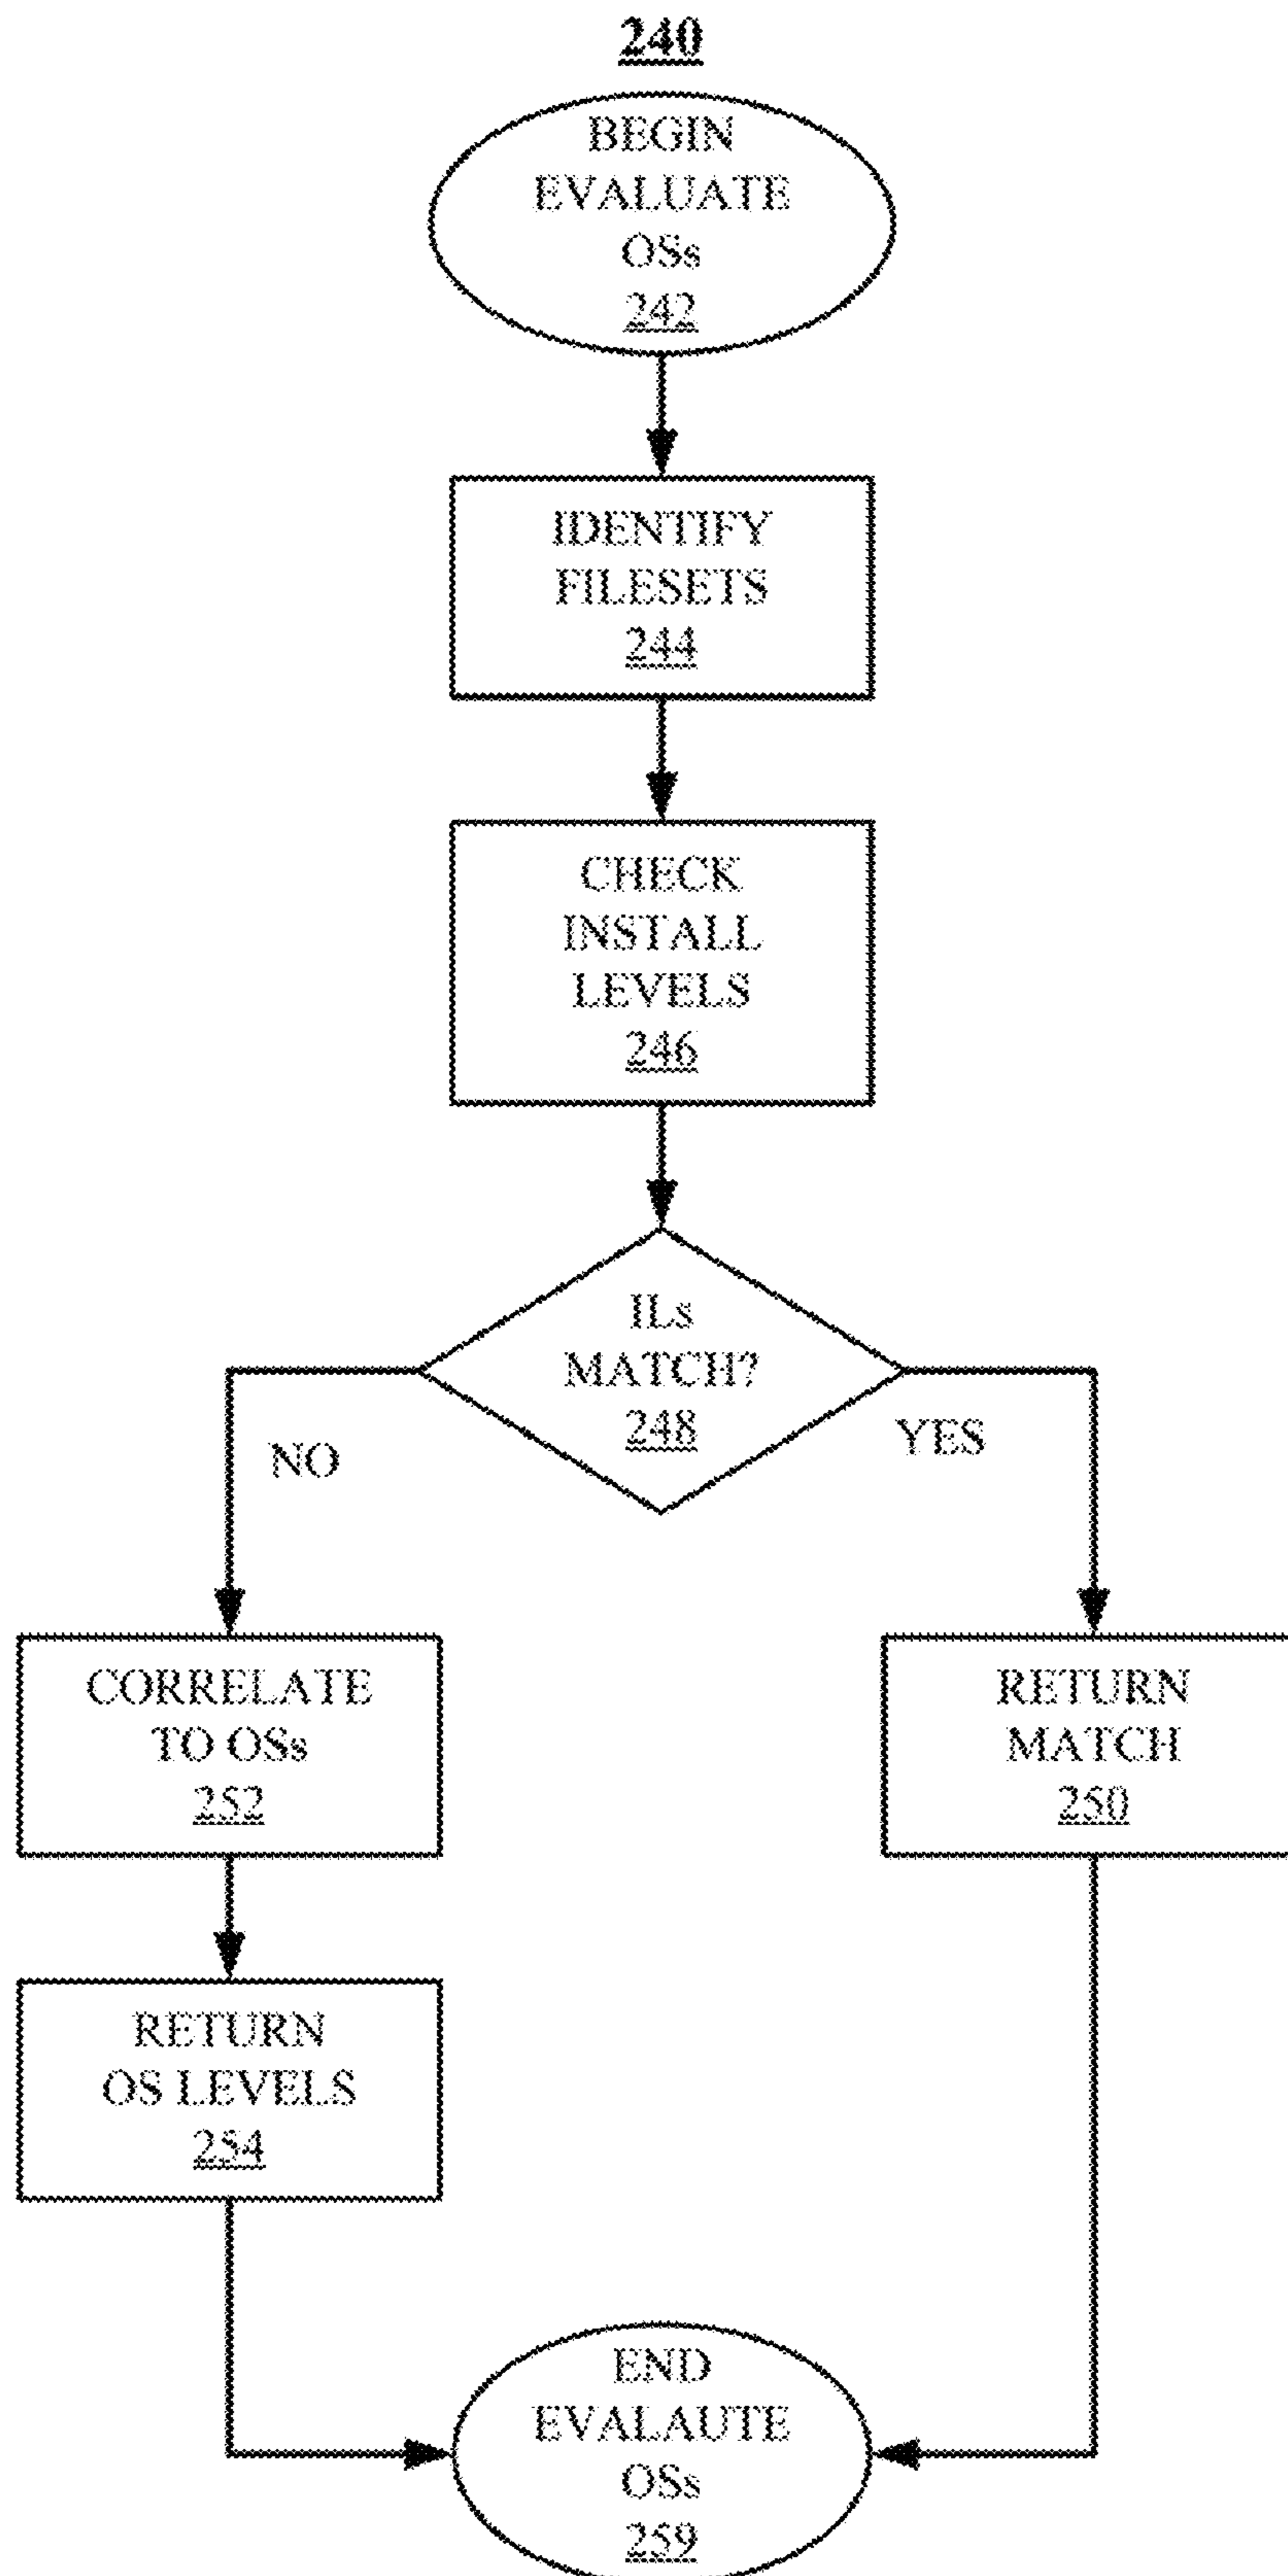 240
BEGIN
EVALUATE
OSs
242
IDENTIFY
FILESETS
244
CHECK
INSTALL
LEVELS
246
ILs
MATCH?
248
NO
YES
CORRELATE
TO OSs
252
RETURN
MATCH
250
RETURN
OS LEVELS
254
END
EVALAUTE
OSs
259